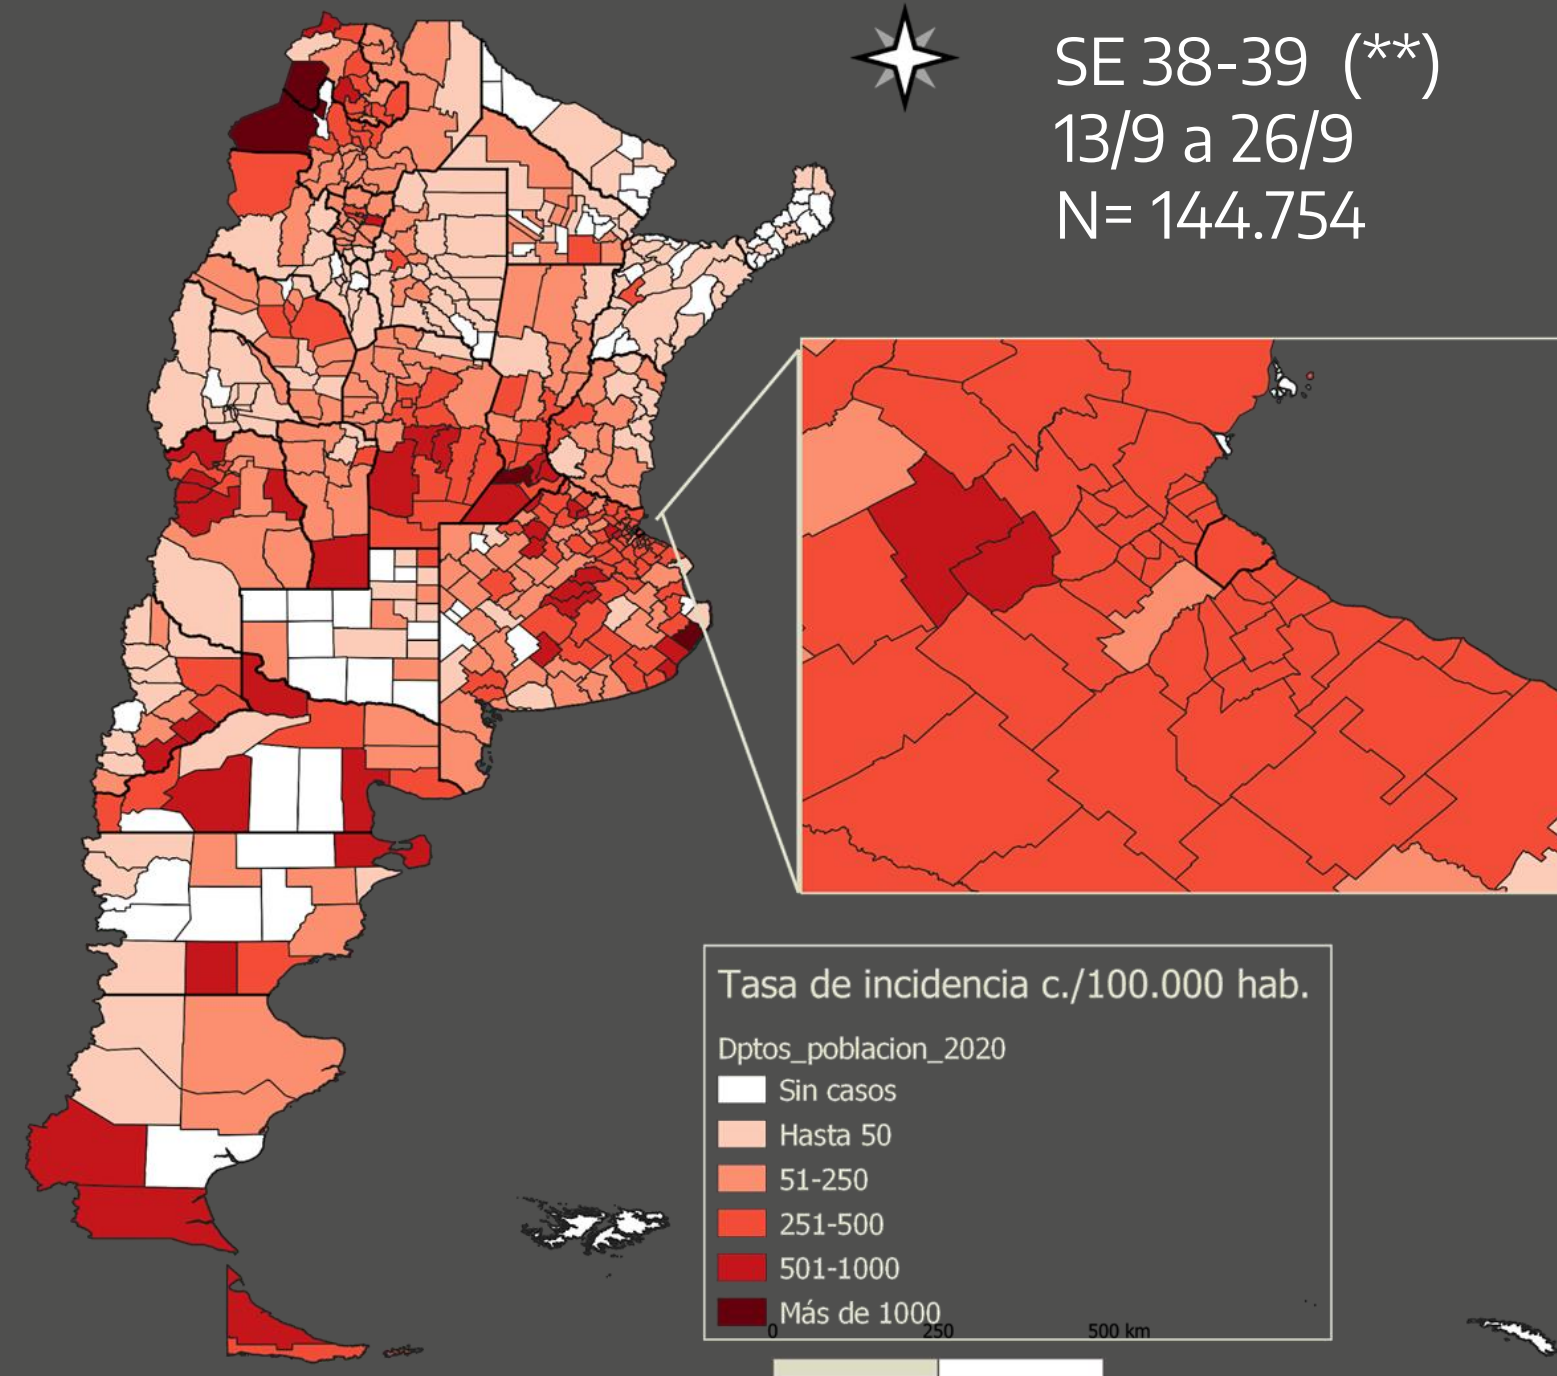 SE 38-39 (**)
13/9 a 26/9
N= 144.754
Tasa de incidencia c./100.000 hab.
Dptos_poblacion_2020
Sin casos
Hasta 50
51-250
251-500
501-1000
Más de 1000
0 250 500 km